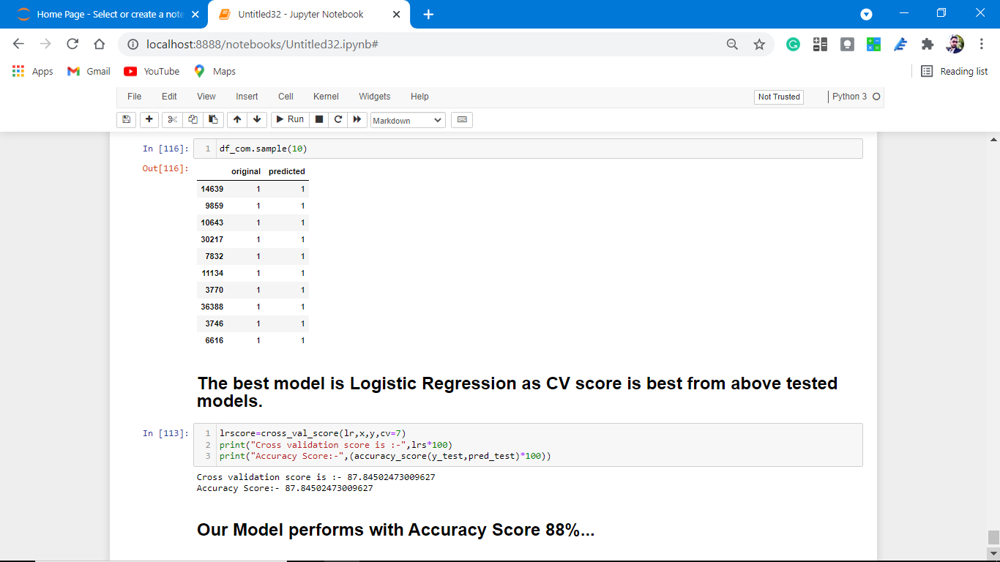 Home Page - Select or create a note
Untitled32 - Jupyter Notebook
localhost:8888/notebooks/Untitled32.ipynb#
Apps Gmail YouTube Maps Reading list
File Edit View Insert Cell Kernel Widgets Help Not Trusted Python 3
Run Markdown
In [116]: 1 df_com.sample(10)
Out[116]:
original predicted
14639 1 1
9859 1 1
10643 1 1
30217 1 1
7832 1 1
11134 1 1
3770 1 1
36388 1 1
3746 1 1
6616 1 1
The best model is Logistic Regression as CV score is best from above tested
models.
In [113]: 1 lrscore=cross_val_score(lr,x,y,cv=7)
2 print("Cross validation score is :-",lrs*100)
3 print("Accuracy Score:-",(accuracy_score(y_test,pred_test)*100))
Cross validation score is :- 87.84502473009627
Accuracy Score:- 87.84502473009627
Our Model performs with Accuracy Score 88%...